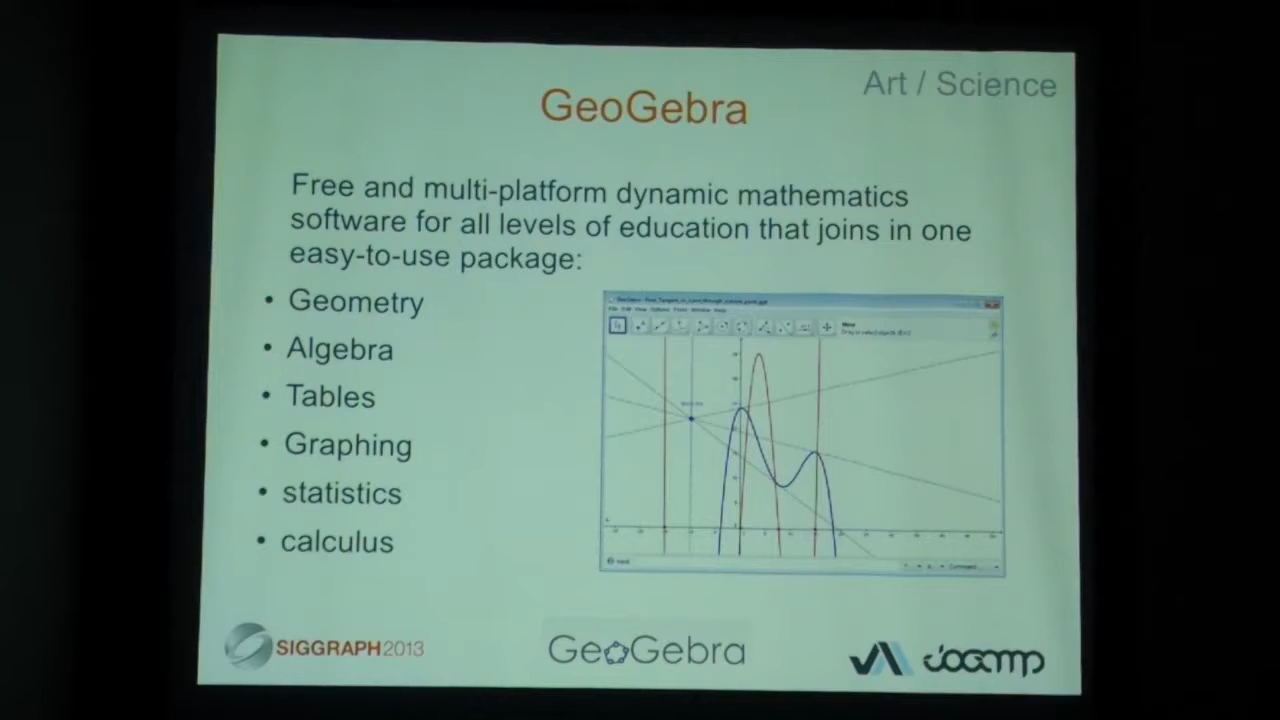 Art / Science
GeoGebra
Free and multi-platform dynamic mathematics
software for all levels of education that joins in one
easy-to-use package:
• Geometry
• Algebra
• Tables
• Graphing
• statistics
• calculus
SIGGRAPH2013
GeoGebra
jogamp